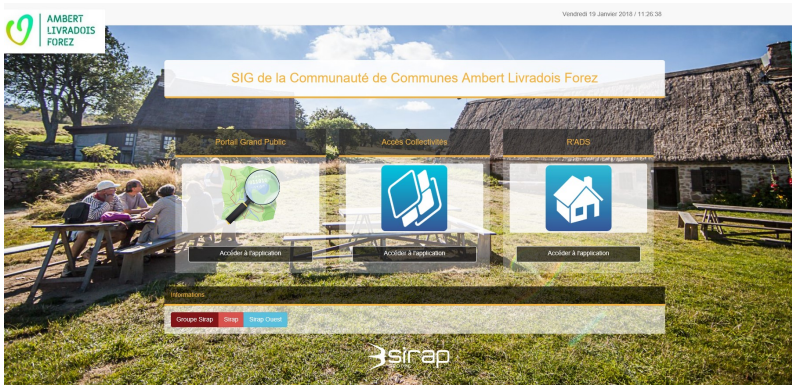 AMBERT
LIVRADOIS
FOREZ
Vendredi 19 Janvier 2018 / 11:26:38
SIG de la Communauté de Communes Ambert Livradois Forez
Portail Grand Public
Accès Collectivités
R'ADS
Accéder à l'application
Accéder à l'application
Accéder à l'application
Informations
Groupe Sirap
Sirap
Sirap Ouest
sirap